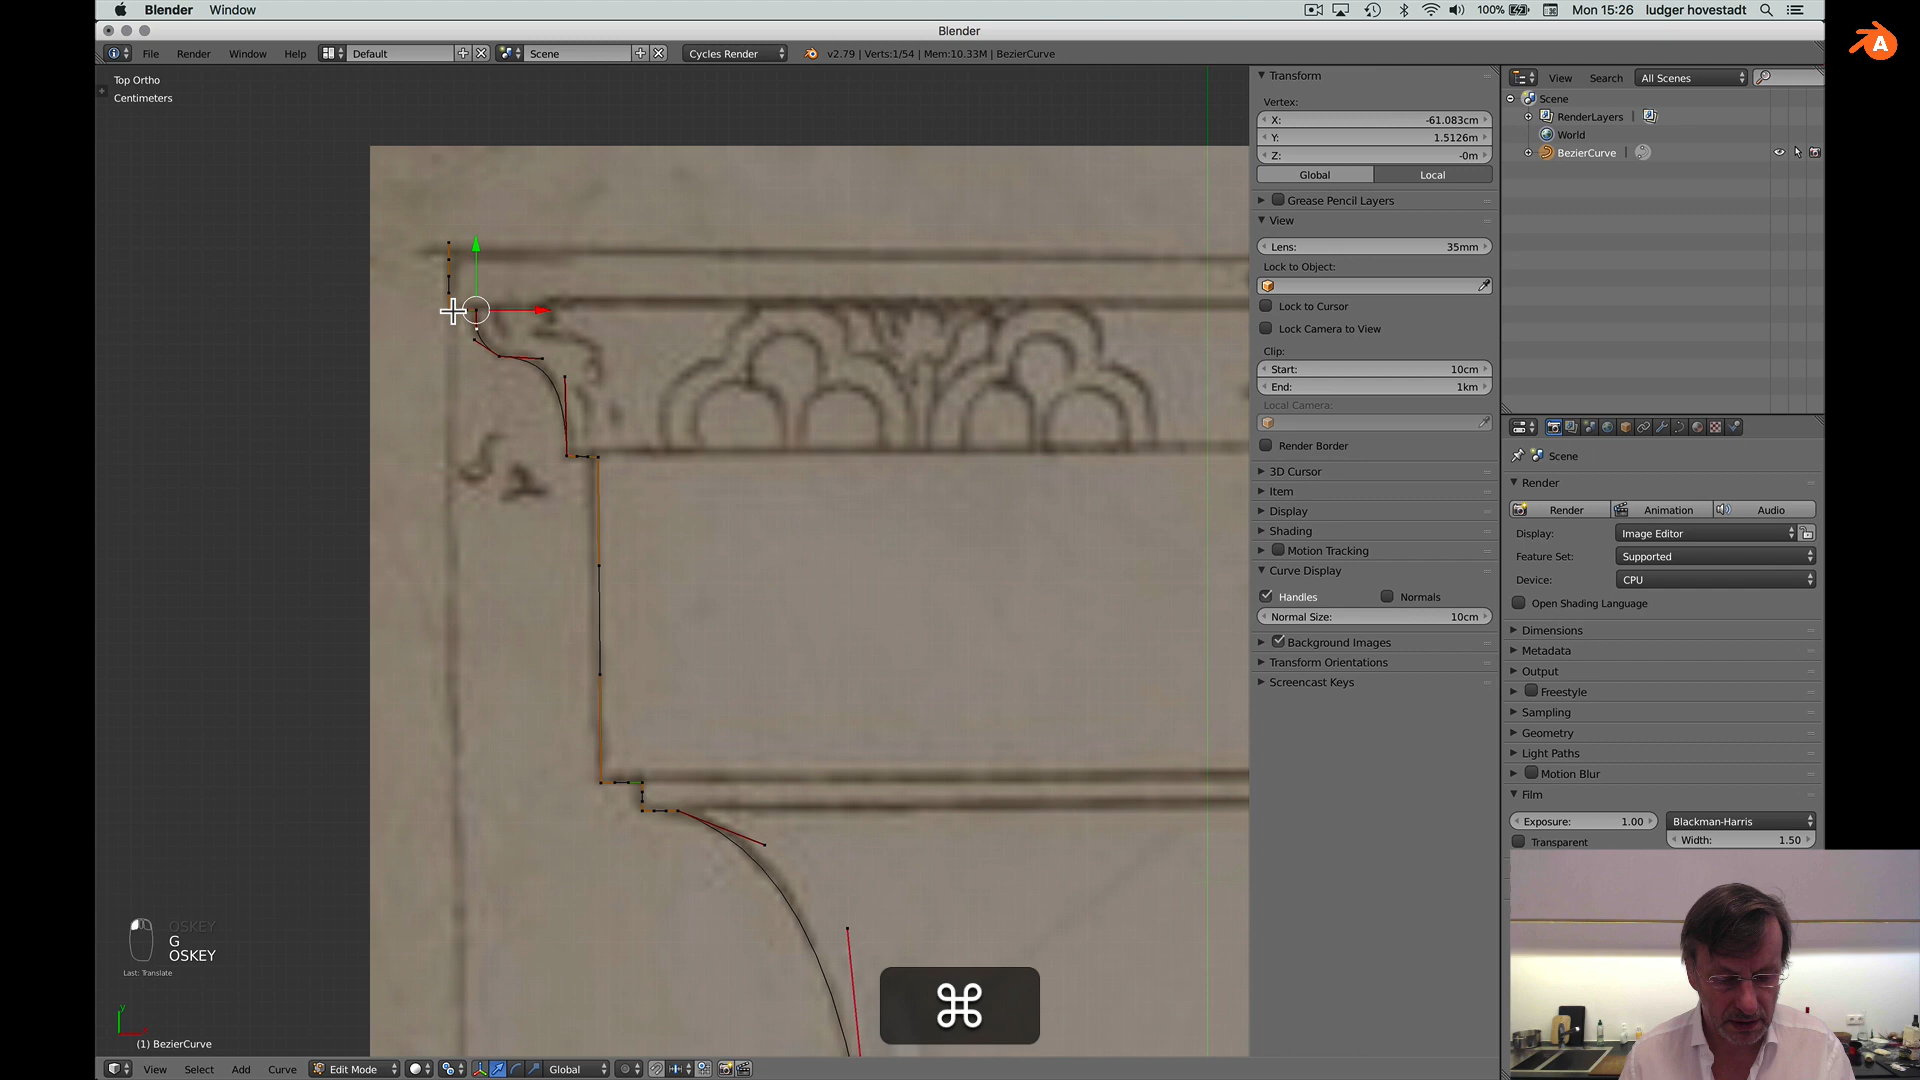 Blender Window 100% Mon 15:26 ludger hovestadt
Blender
File Render Window Help Default Scene Cycles Render v2.79 | Verts:1/54 | Mem:10.33M | BezierCurve
Top Ortho
Centimeters
Transform
Vertex:
X: -61.083cm
Y: 1.5126m
Z: -0m
Global Local
Grease Pencil Layers
View
Lens: 35mm
Lock to Object:
Lock to Cursor
Lock Camera to View
Clip:
Start: 10cm
End: 1km
Local Camera:
Render Border
3D Cursor
Item
Display
Shading
Motion Tracking
Curve Display
Handles Normals
Normal Size: 10cm
Background Images
Transform Orientations
Screencast Keys
View Search All Scenes
Scene
RenderLayers
World
BezierCurve
Scene
Render
Render Animation Audio
Display: Image Editor
Feature Set: Supported
Device: CPU
Open Shading Language
Dimensions
Metadata
Output
Freestyle
Sampling
Geometry
Light Paths
Motion Blur
Film
Exposure: 1.00 Blackman-Harris
Transparent Width: 1.50
OSKEY
G
OSKEY
Last: Translate
⌘
(1) BezierCurve
View Select Add Curve Edit Mode Global
A